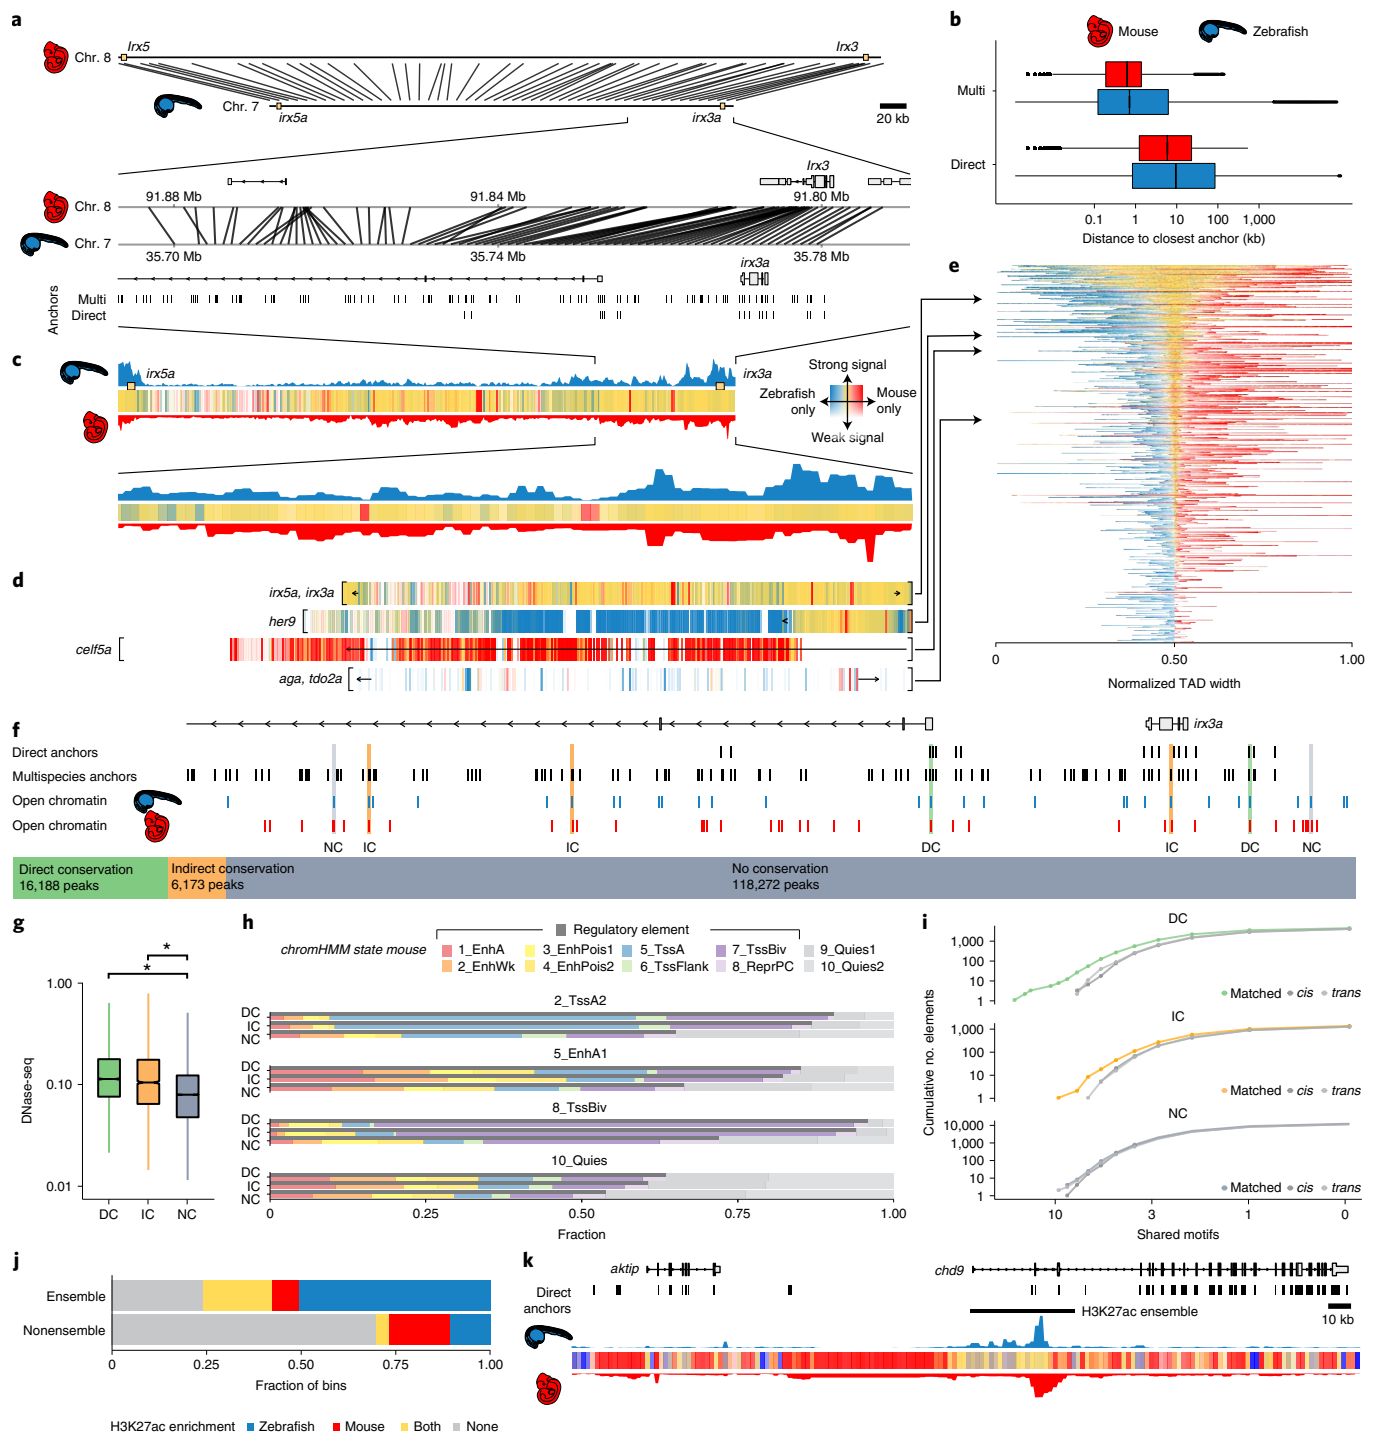 a
Irx5
Irx3
Chr. 8
Chr. 7
irx5a
irx3a
20 kb
Irx3
91.88 Mb
91.84 Mb
91.80 Mb
Chr. 8
Chr. 7
35.70 Mb
35.74 Mb
35.78 Mb
irx3a
Anchors
Multi
Direct
b
Mouse
Zebrafish
Multi
Direct
0.1 1 10 100 1,000
Distance to closest anchor (kb)
c
irx5a
irx3a
Strong signal
Zebrafish only
Mouse only
Weak signal
d
irx5a, irx3a
her9
celf5a
aga, tdo2a
e
0 0.50 1.00
Normalized TAD width
f
irx3a
Direct anchors
Multispecies anchors
Open chromatin
Open chromatin
NC IC IC DC IC DC NC
Direct conservation
16,188 peaks
Indirect conservation
6,173 peaks
No conservation
118,272 peaks
g
*
*
1.00
0.10
0.01
DNase-seq
DC IC NC
h
Regulatory element
chromHMM state mouse
1_EnhA 3_EnhPois1 5_TssA 7_TssBiv 9_Quies1
2_EnhWk 4_EnhPois2 6_TssFlank 8_ReprPC 10_Quies2
2_TssA2
DC
IC
NC
5_EnhA1
DC
IC
NC
8_TssBiv
DC
IC
NC
10_Quies
DC
IC
NC
0 0.25 0.50 0.75 1.00
Fraction
i
DC
1,000
100
10
1
Matched cis trans
IC
1,000
100
10
1
Matched cis trans
NC
10,000
1,000
100
10
1
Matched cis trans
Cumulative no. elements
10 3 1 0
Shared motifs
j
Ensemble
Nonensemble
0 0.25 0.50 0.75 1.00
Fraction of bins
H3K27ac enrichment Zebrafish Mouse Both None
k
aktip
chd9
Direct anchors
H3K27ac ensemble
10 kb